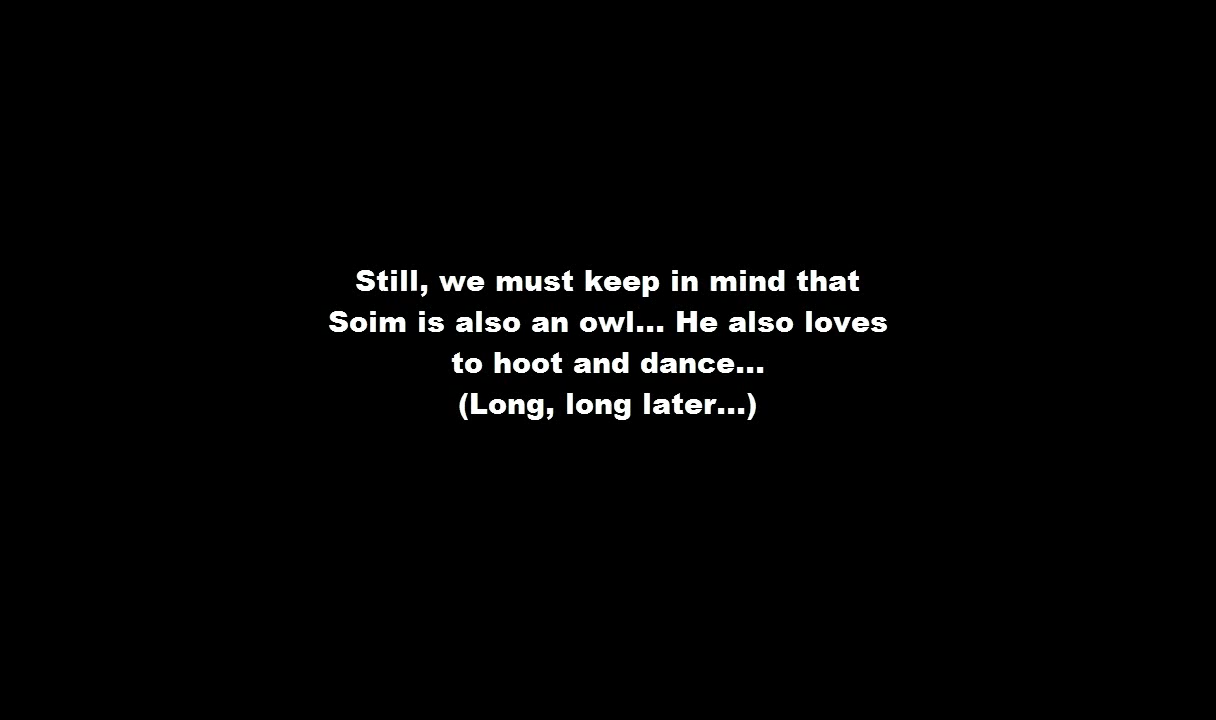 Still, we must keep in mind that
Soim is also an owl... He also loves
to hoot and dance...
(Long, long later...)